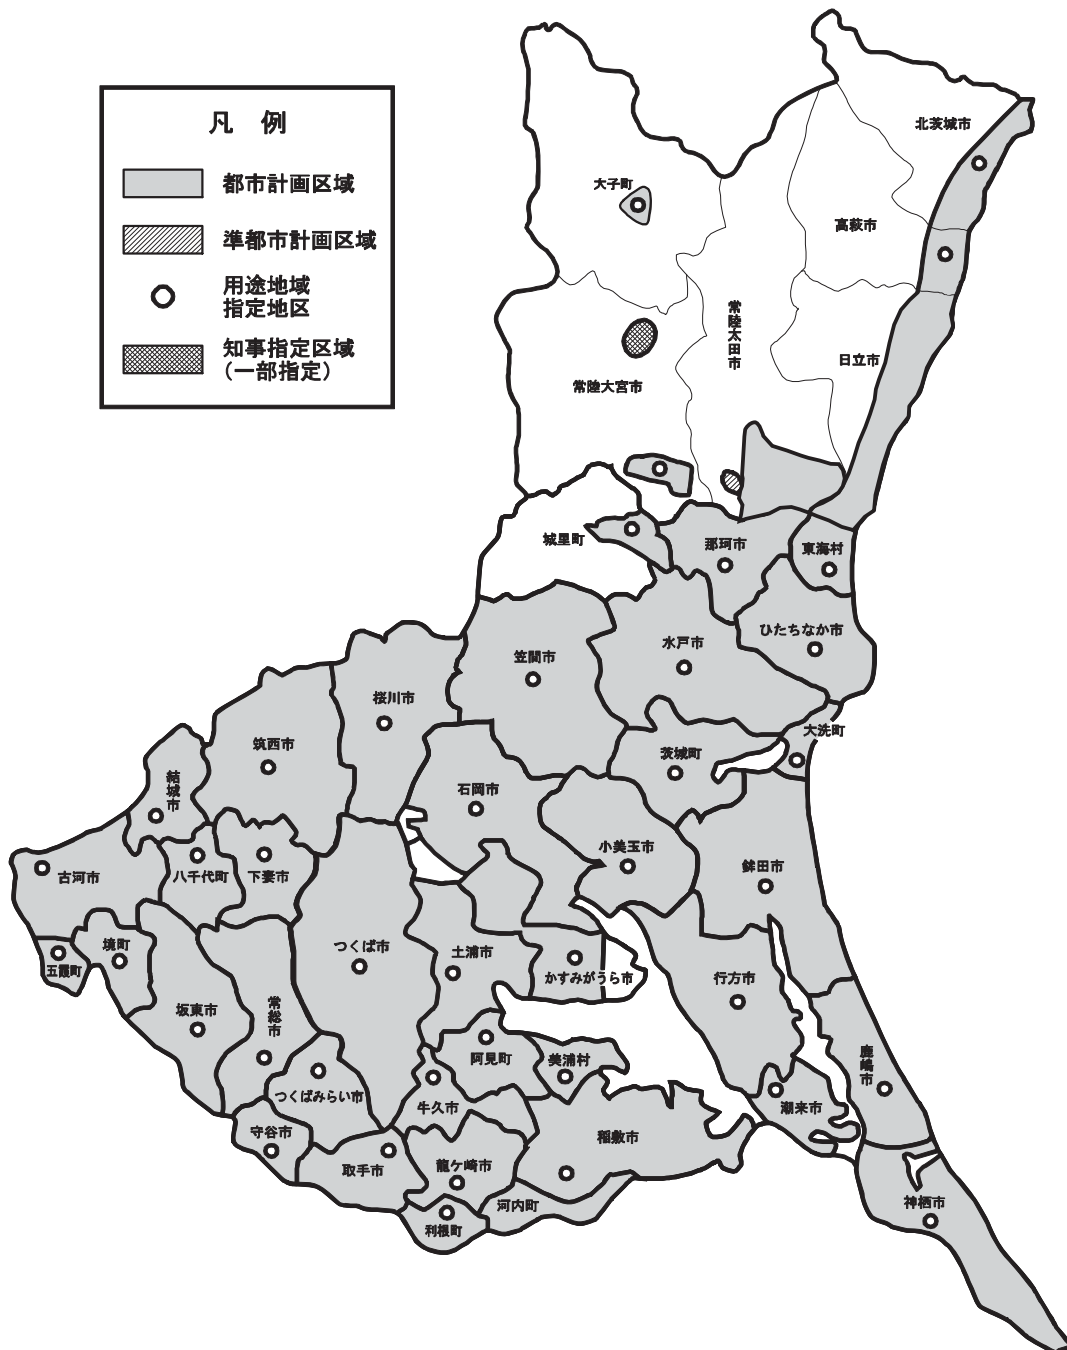 凡 例
都市計画区域
準都市計画区域
用途地域
指定地区
知事指定区域
(一部指定)
北茨城市
大子町
高萩市
常陸太田市
日立市
常陸大宮市
城里町
那珂市
東海村
ひたちなか市
水戸市
笠間市
桜川市
大洗町
茨城町
筑西市
結城市
石岡市
小美玉市
鉾田市
古河市
八千代町
下妻市
つくば市
土浦市
かすみがうら市
行方市
境町
五霞町
坂東市
常総市
阿見町
美浦村
鹿嶋市
つくばみらい市
牛久市
潮来市
守谷市
稲敷市
取手市
龍ケ崎市
河内町
神栖市
利根町